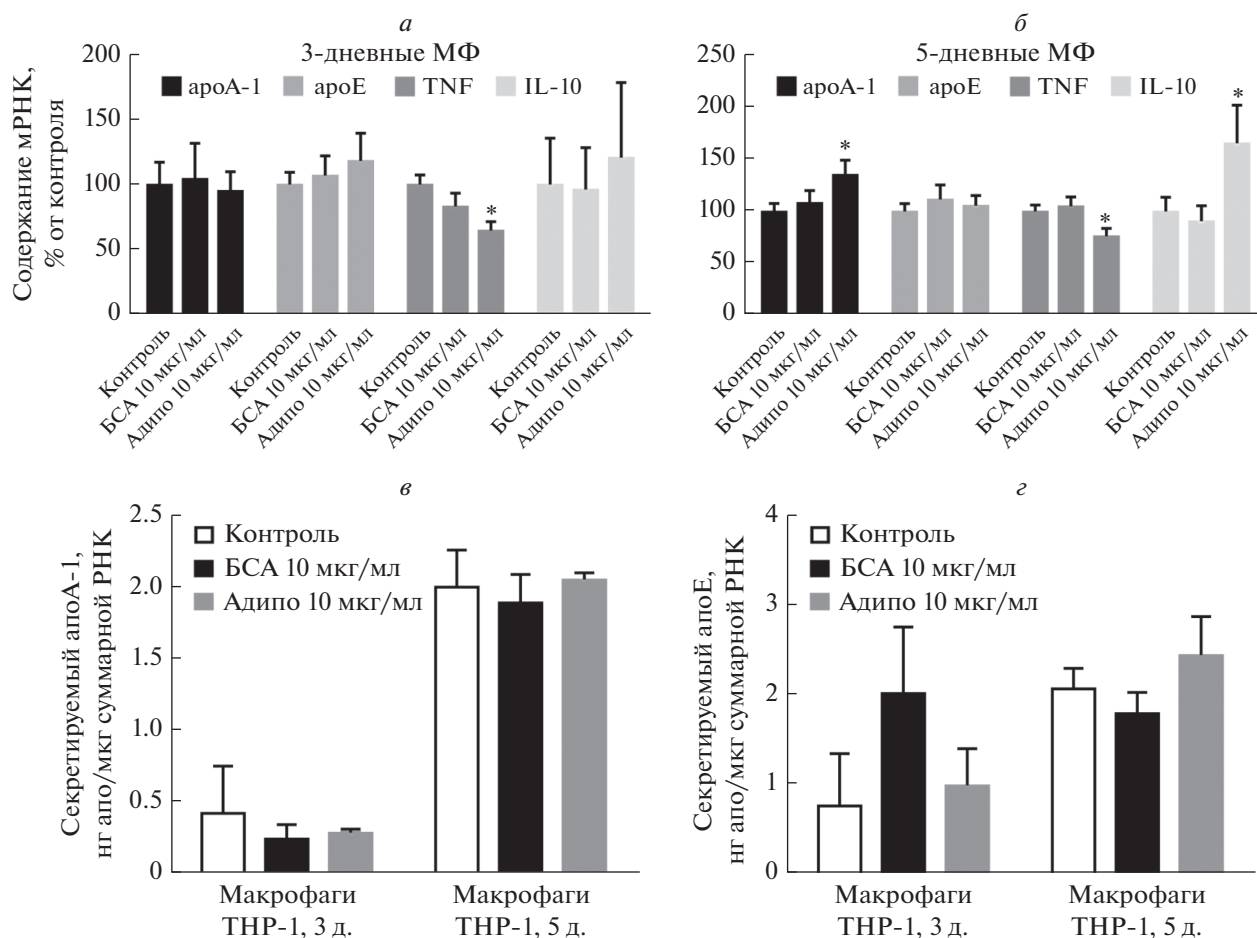 а
3-дневные МФ
Содержание мРНК,
% от контроля
200
150
100
50
0
apoA-1
apoE
TNF
IL-10
Контроль
БСА 10 мкг/мл
Адипо 10 мкг/мл
Контроль
БСА 10 мкг/мл
Адипо 10 мкг/мл
*
Контроль
БСА 10 мкг/мл
Адипо 10 мкг/мл
Контроль
БСА 10 мкг/мл
Адипо 10 мкг/мл
б
5-дневные МФ
250
200
150
100
50
0
apoA-1
apoE
TNF
IL-10
*
*
*
Контроль
БСА 10 мкг/мл
Адипо 10 мкг/мл
Контроль
БСА 10 мкг/мл
Адипо 10 мкг/мл
Контроль
БСА 10 мкг/мл
Адипо 10 мкг/мл
Контроль
БСА 10 мкг/мл
Адипо 10 мкг/мл
в
Секретируемый апоА-1,
нг апо/мкг суммарной РНК
2.5
2.0
1.5
1.0
0.5
0
Контроль
БСА 10 мкг/мл
Адипо 10 мкг/мл
Макрофаги
THP-1, 3 д.
Макрофаги
THP-1, 5 д.
г
Секретируемый апоЕ,
нг апо/мкг суммарной РНК
4
3
2
1
0
Контроль
БСА 10 мкг/мл
Адипо 10 мкг/мл
Макрофаги
THP-1, 3 д.
Макрофаги
THP-1, 5 д.